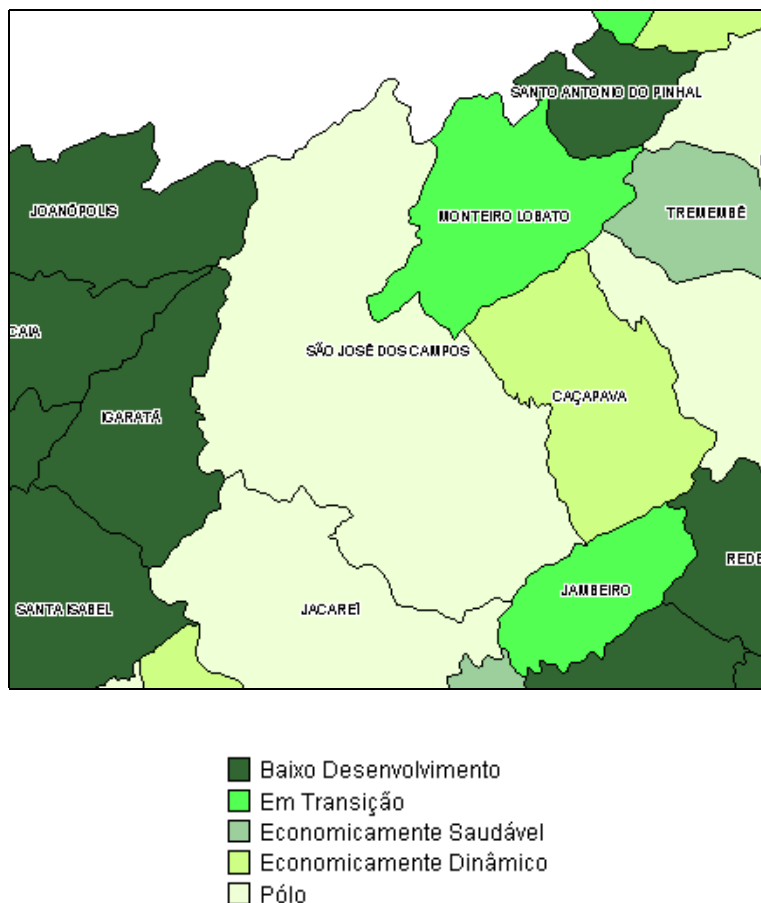 SANTO ANTONIO DO PINHAL
JOANÓPOLIS
MONTEIRO LOBATO
TREMEMBÉ
CAIA
SÃO JOSÉ DOS CAMPOS
CAÇAPAVA
IGARATÁ
REDE
JAMBEIRO
SANTA ISABEL
JACAREÍ
Baixo Desenvolvimento
Em Transição
Economicamente Saudável
Economicamente Dinâmico
Pólo